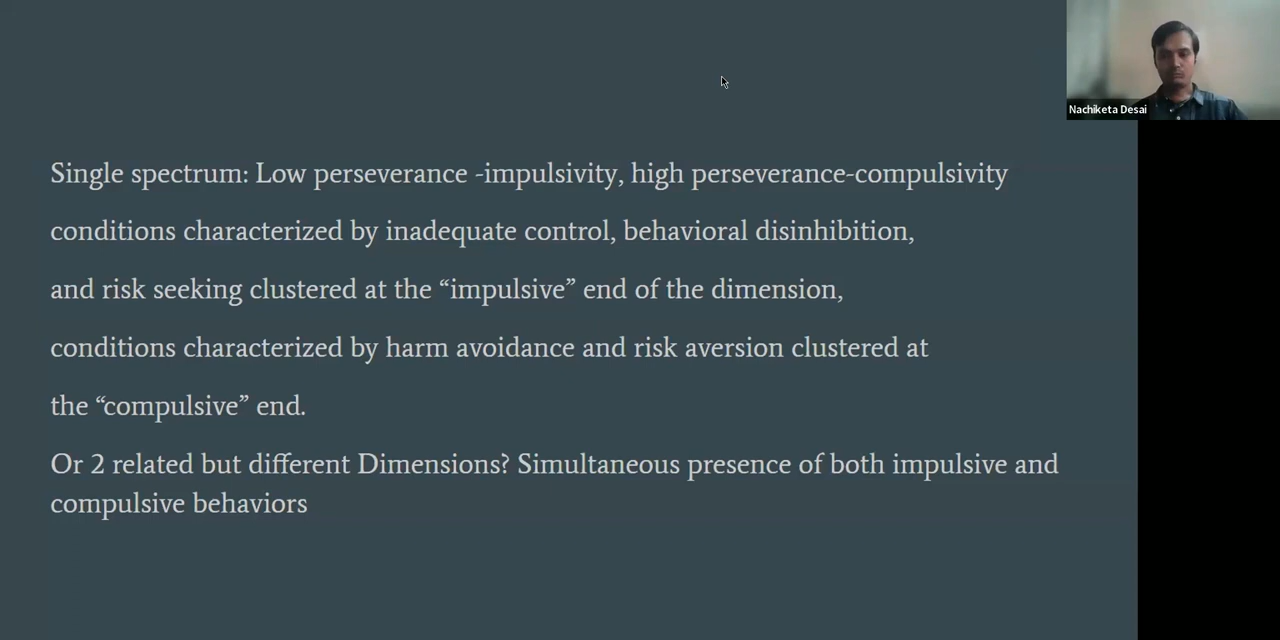 Nachiketa Desai
Single spectrum: Low perseverance -impulsivity, high perseverance-compulsivity
conditions characterized by inadequate control, behavioral disinhibition,
and risk seeking clustered at the “impulsive” end of the dimension,
conditions characterized by harm avoidance and risk aversion clustered at
the “compulsive” end.
Or 2 related but different Dimensions? Simultaneous presence of both impulsive and
compulsive behaviors